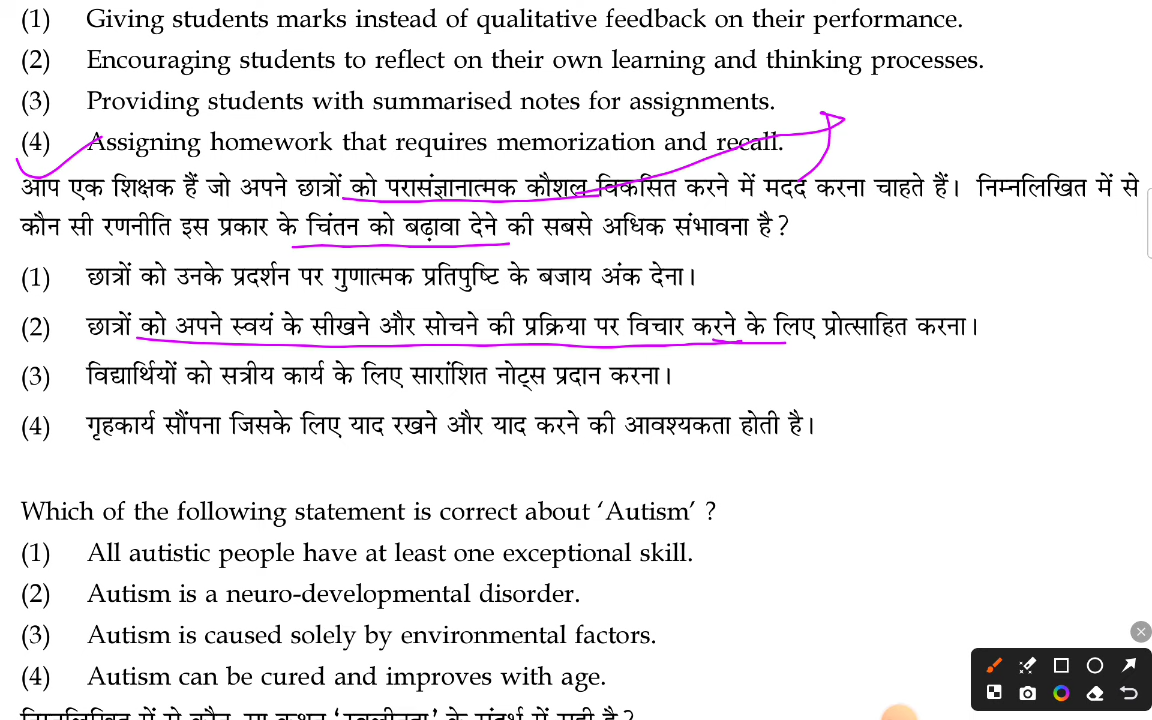 (1) Giving students marks instead of qualitative feedback on their performance.
(2) Encouraging students to reflect on their own learning and thinking processes.
(3) Providing students with summarised notes for assignments.
(4) Assigning homework that requires memorization and recall.
आप एक शिक्षक हैं जो अपने छात्रों को परासंज्ञानात्मक कौशल विकसित करने में मदद करना चाहते हैं। निम्नलिखित में से
कौन सी रणनीति इस प्रकार के चिंतन को बढ़ावा देने की सबसे अधिक संभावना है?
(1) छात्रों को उनके प्रदर्शन पर गुणात्मक प्रतिपुष्टि के बजाय अंक देना।
(2) छात्रों को अपने स्वयं के सीखने और सोचने की प्रक्रिया पर विचार करने के लिए प्रोत्साहित करना।
(3) विद्यार्थियों को सत्रीय कार्य के लिए सारांशित नोट्स प्रदान करना।
(4) गृहकार्य सौंपना जिसके लिए याद रखने और याद करने की आवश्यकता होती है।
Which of the following statement is correct about ‘Autism’ ?
(1) All autistic people have at least one exceptional skill.
(2) Autism is a neuro-developmental disorder.
(3) Autism is caused solely by environmental factors.
(4) Autism can be cured and improves with age.